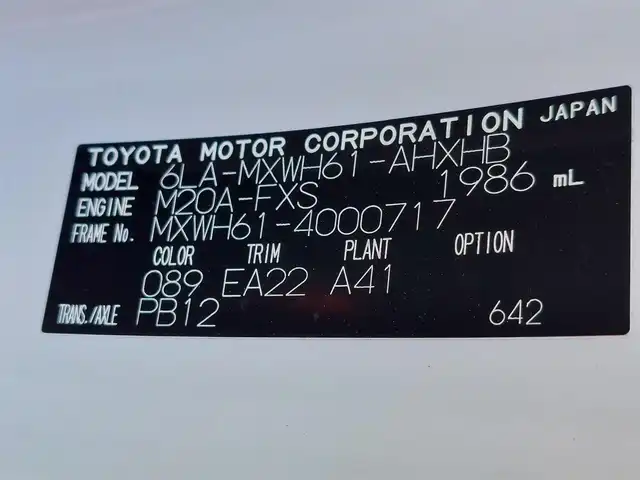 TOYOTA MOTOR CORPORATION JAPAN
MODEL 6LA-MXWH61-AHXHB
ENGINE M20A-FXS 1986 mL
FRAME No. MXWH61-4000717
COLOR TRIM PLANT OPTION
089 EA22 A41
TRANS./AXLE PB12 642